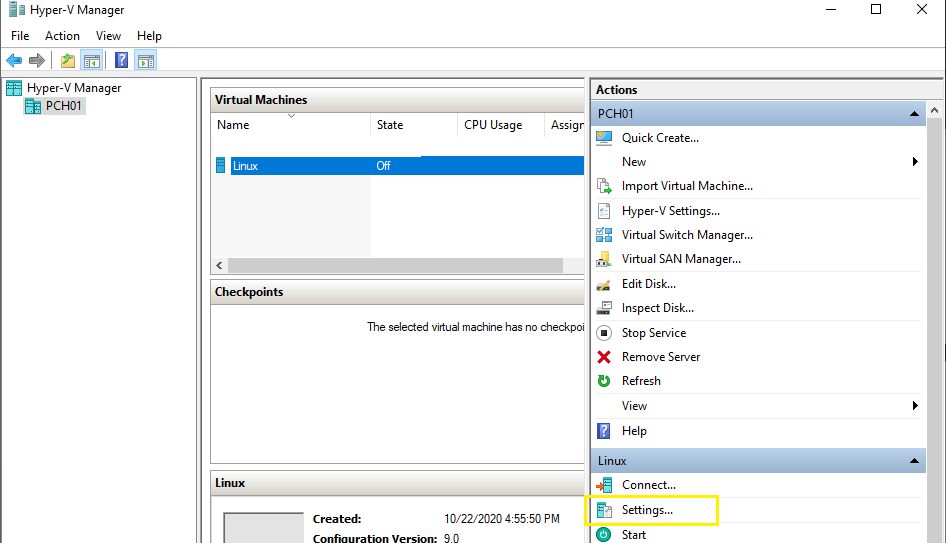 Hyper-V Manager
File Action View Help
Hyper-V Manager
PCH01
Virtual Machines
Name State CPU Usage Assign
Linux Off
Checkpoints
The selected virtual machine has no checkpoi
Linux
Created: 10/22/2020 4:55:50 PM
Configuration Version: 9.0
Actions
PCH01
Quick Create...
New
Import Virtual Machine...
Hyper-V Settings...
Virtual Switch Manager...
Virtual SAN Manager...
Edit Disk...
Inspect Disk...
Stop Service
Remove Server
Refresh
View
Help
Linux
Connect...
Settings...
Start